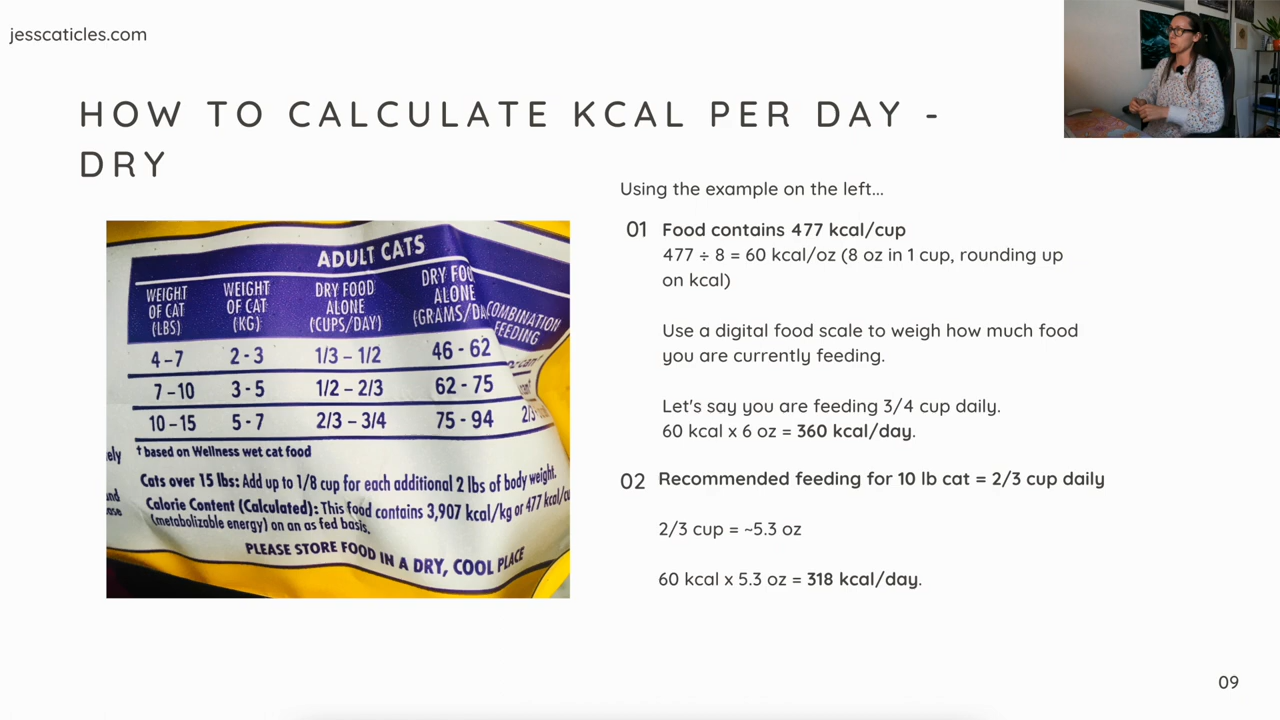 jesscaticles.com
HOW TO CALCULATE KCAL PER DAY -
DRY
Using the example on the left...
01 Food contains 477 kcal/cup
477 ÷ 8 = 60 kcal/oz (8 oz in 1 cup, rounding up
on kcal)
Use a digital food scale to weigh how much food
you are currently feeding.
Let's say you are feeding 3/4 cup daily.
60 kcal x 6 oz = 360 kcal/day.
02 Recommended feeding for 10 lb cat = 2/3 cup daily
2/3 cup = ~5.3 oz
60 kcal x 5.3 oz = 318 kcal/day.
ADULT CATS
WEIGHT
OF CAT
(LBS)
WEIGHT
OF CAT
(KG)
DRY FOOD
ALONE
(CUPS/DAY)
DRY
ALONE
COMBINATION
FEEDING
4-7 2-3 1/3 – 1/2 46 - 62
7-10 3-5 1/2 – 2/3 62 - 75
10-15 5-7 2/3 – 3/4 75 - 94
† based on Wellness wet cat food
Cats over 15 lbs: Add up to 1/8 cup for each additional 2 lbs of body weight.
Calorie Content (Calculated): This food contains 3,907 kcal/kg or 477
(metabolizable energy) on an as fed basis.
PLEASE STORE FOOD IN A DRY, COOL PLACE
09